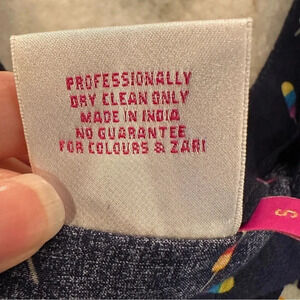 PROFESSIONALLY
DRY CLEAN ONLY
MADE IN INDIA
NO GUARANTEE
FOR COLOURS & ZARI
S